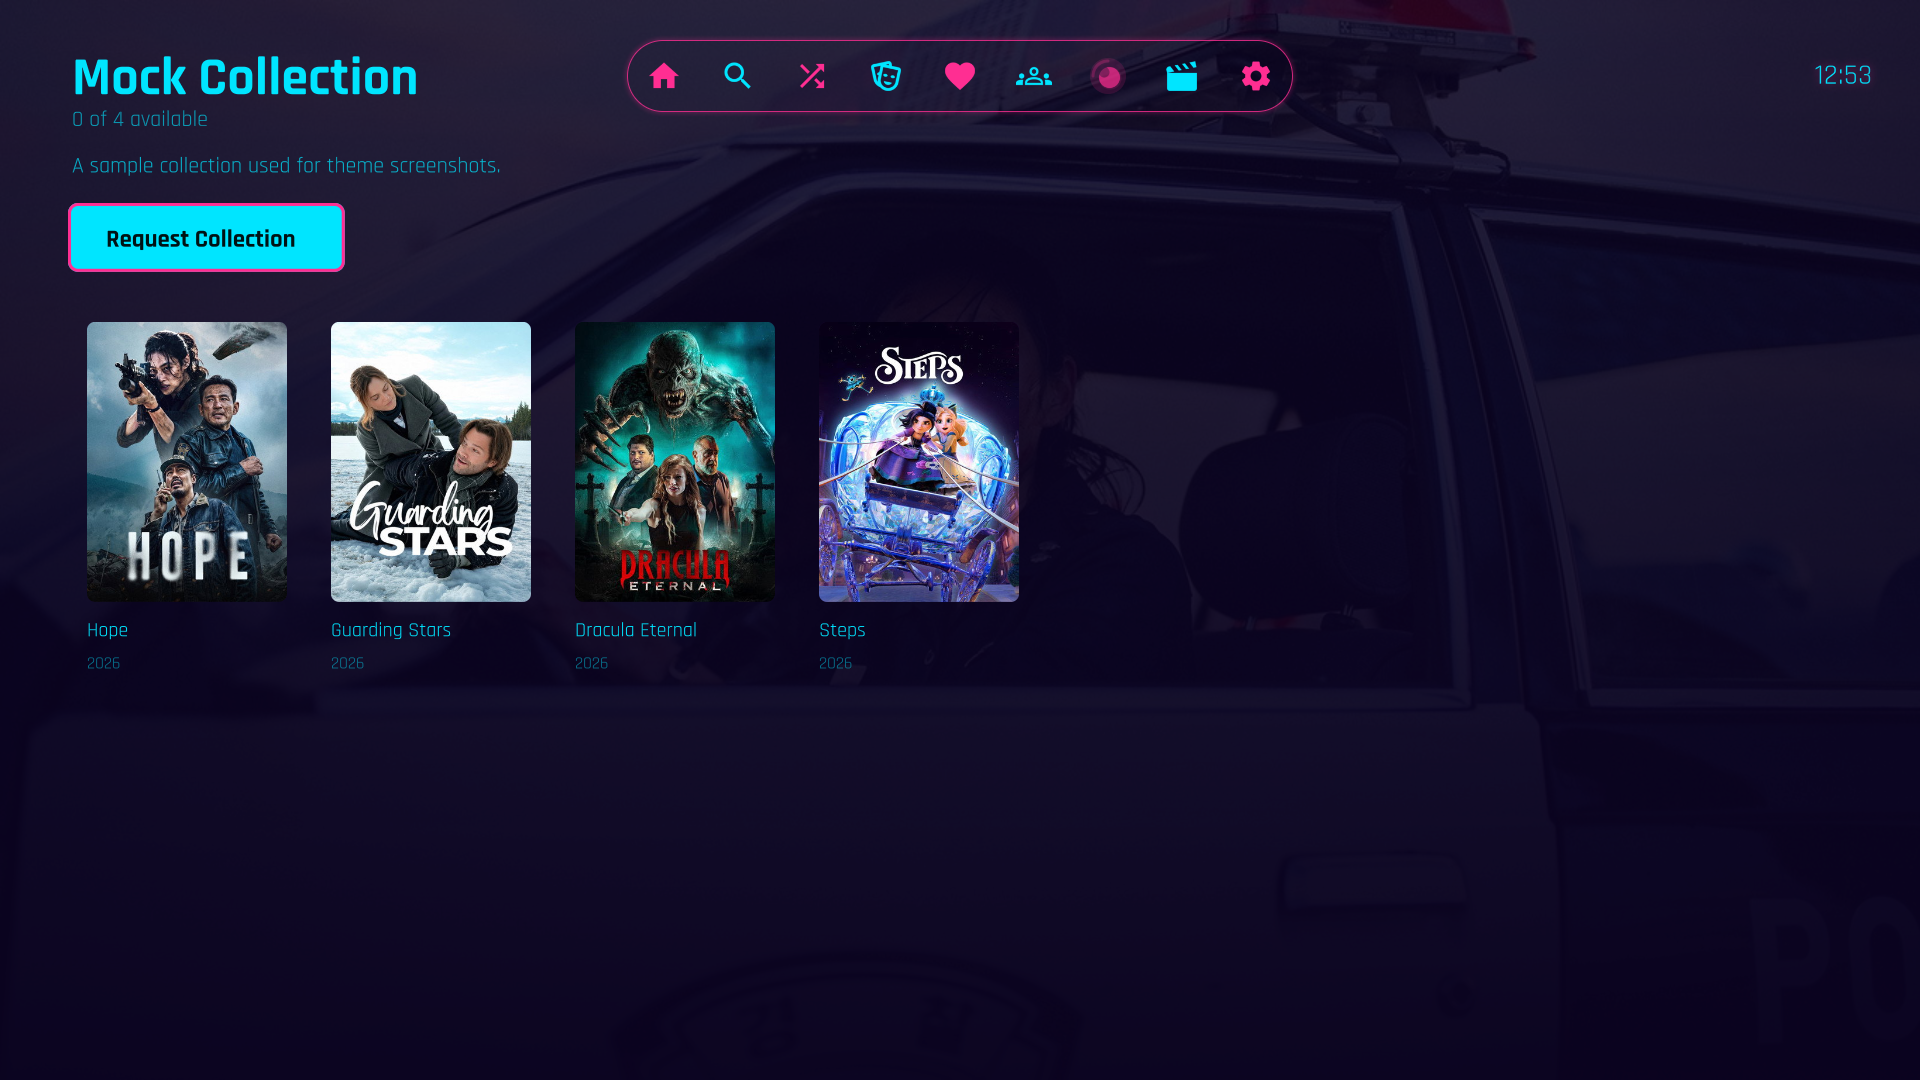 Mock Collection
0 of 4 available
12:53
A sample collection used for theme screenshots.
Request Collection
HOPE
Guarding
STARS
DRACULA
ETERNAL
STEPS
Hope
Guarding Stars
Dracula Eternal
Steps
2026
2026
2026
2026
PO